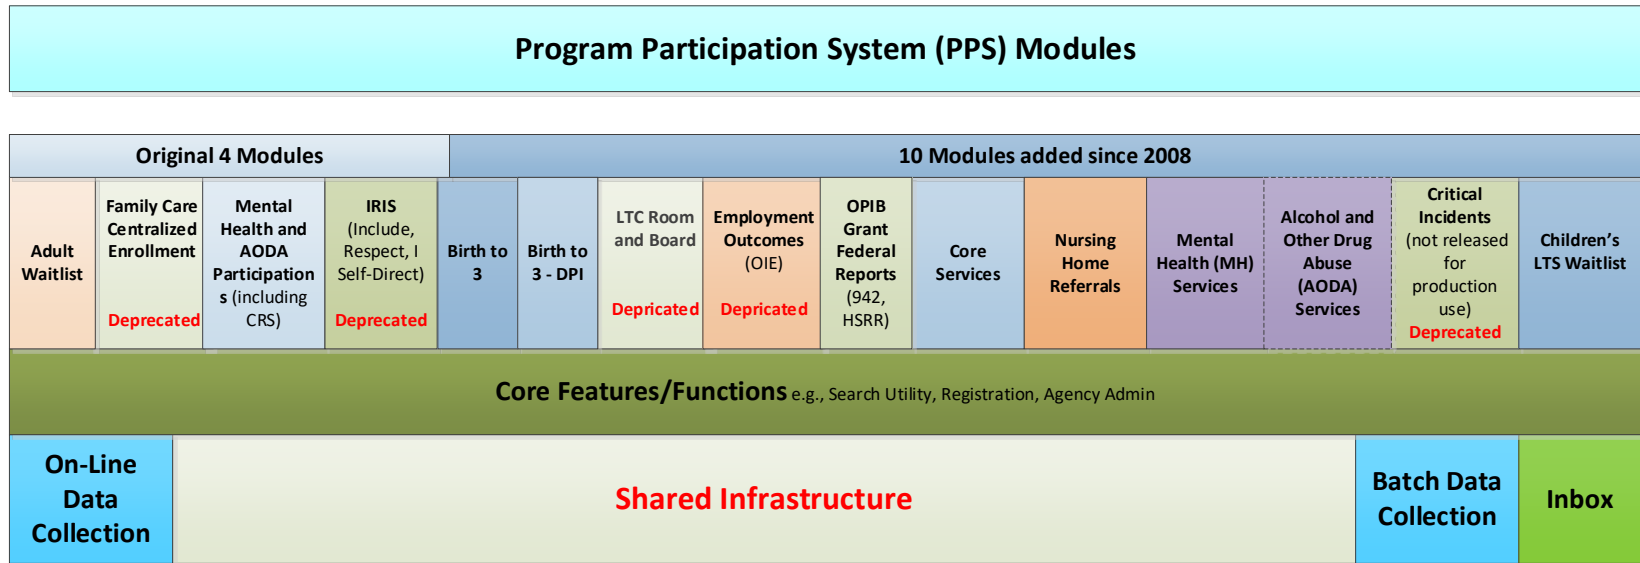 Program Participation System (PPS) Modules
Original 4 Modules
10 Modules added since 2008
Adult
Waitlist
Family Care
Centralized
Enrollment
Deprecated
Mental
Health and
AODA
Participation
s (including
CRS)
IRIS
(Include,
Respect, I
Self-Direct)
Deprecated
Birth to
3
Birth to
3 - DPI
LTC Room
and Board
Depricated
Employment
Outcomes
(OIE)
Depricated
OPIB
Grant
Federal
Reports
(942,
HSRR)
Core
Services
Nursing
Home
Referrals
Mental
Health (MH)
Services
Alcohol and
Other Drug
Abuse
(AODA)
Services
Critical
Incidents
(not released
for
production
use)
Deprecated
Children’s
LTS Waitlist
Core Features/Functions e.g., Search Utility, Registration, Agency Admin
On-Line
Data
Collection
Shared Infrastructure
Batch Data
Collection
Inbox